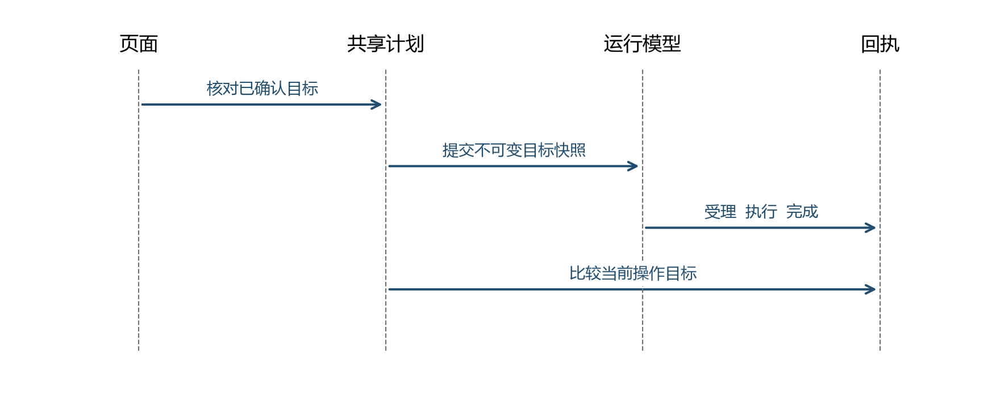 页面 共享计划 运行模型 回执
核对已确认目标
提交不可变目标快照
受理 执行 完成
比较当前操作目标